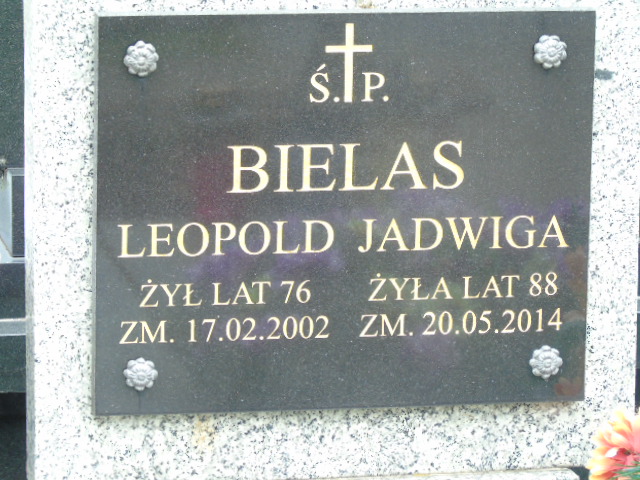 Ś.P.
BIELAS
LEOPOLD JADWIGA
ŻYŁ LAT 76 ŻYŁA LAT 88
ZM. 17.02.2002 ZM. 20.05.2014